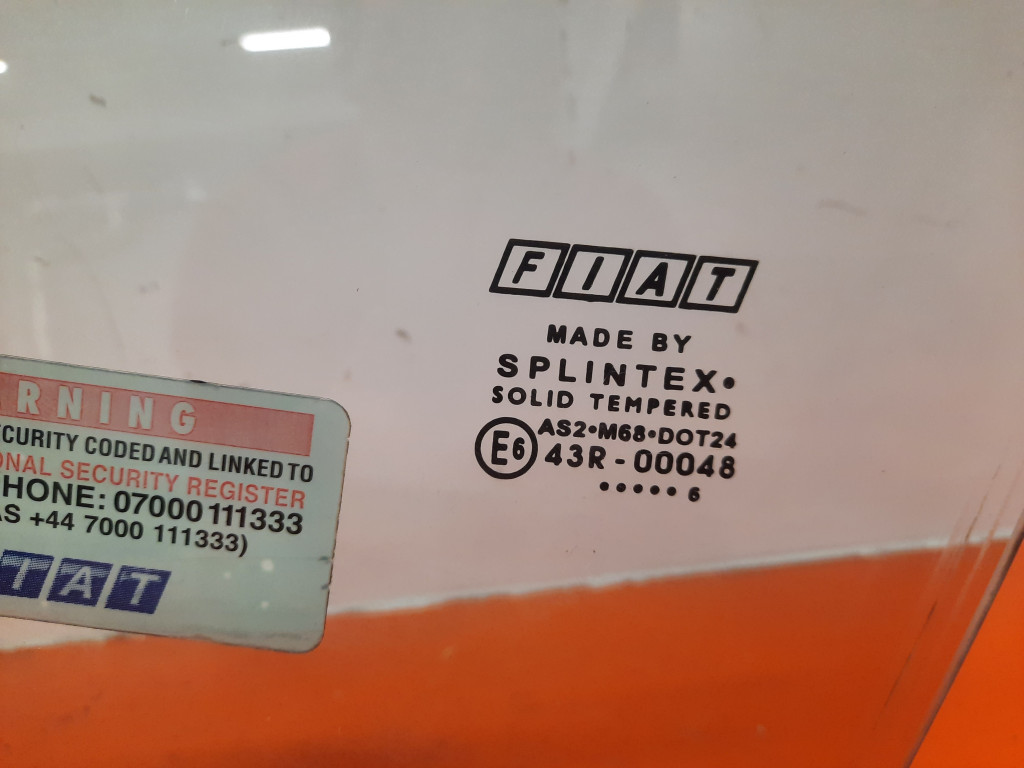 FIAT
MADE BY
SPLINTEX•
SOLID TEMPERED
AS2•M68•DOT24
E6 43R - 00048
••••• 6
RNING
CURITY CODED AND LINKED TO
ONAL SECURITY REGISTER
HONE: 07000 111333
AS +44 7000 111333)
IAT